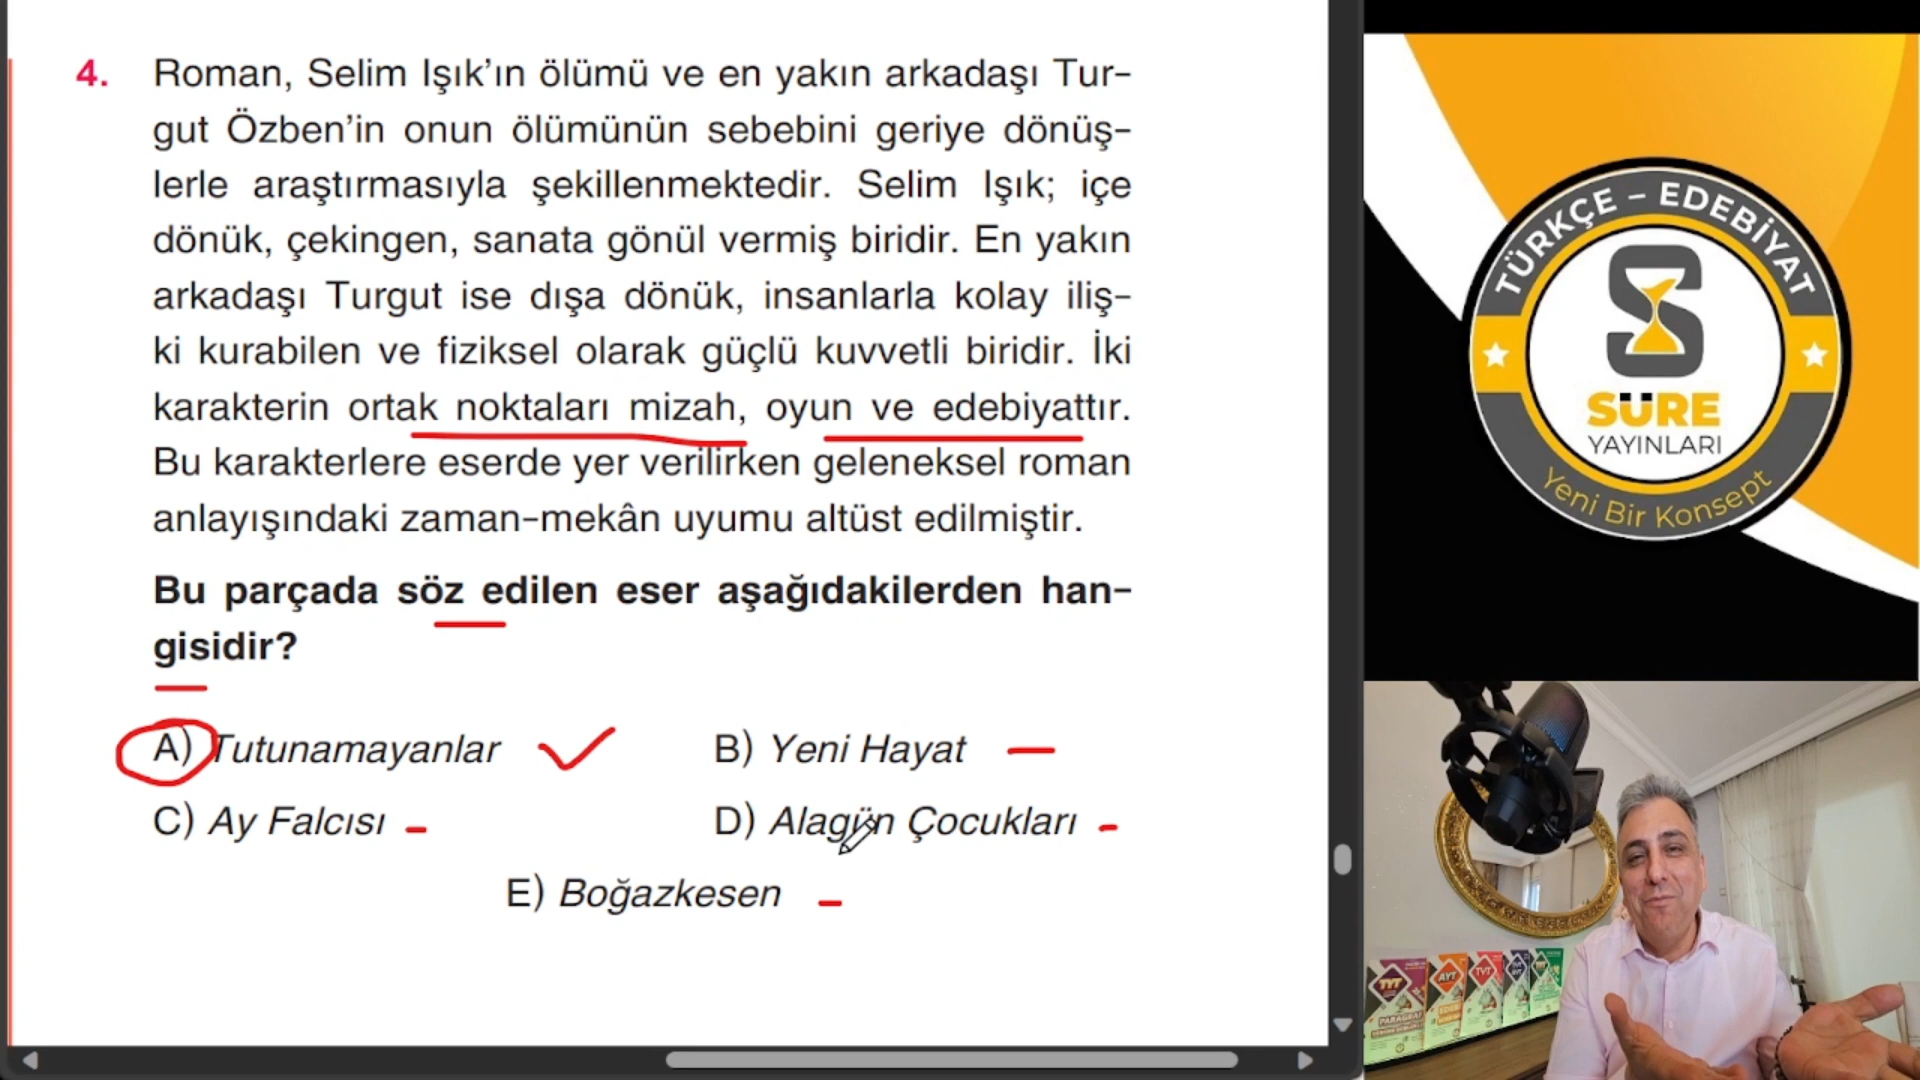 4. Roman, Selim Işık’ın ölümü ve en yakın arkadaşı Tur-
gut Özben’in onun ölümünün sebebini geriye dönüş-
lerle araştırmasıyla şekillenmektedir. Selim Işık; içe
dönük, çekingen, sanata gönül vermiş biridir. En yakın
arkadaşı Turgut ise dışa dönük, insanlarla kolay iliş-
ki kurabilen ve fiziksel olarak güçlü kuvvetli biridir. İki
karakterin ortak noktaları mizah, oyun ve edebiyattır.
Bu karakterlere eserde yer verilirken geleneksel roman
anlayışındaki zaman-mekân uyumu altüst edilmiştir.
Bu parçada söz edilen eser aşağıdakilerden han-
gisidir?
A) Tutunamayanlar B) Yeni Hayat
C) Ay Falcısı D) Alagün Çocukları
E) Boğazkesen
TÜRKÇE - EDEBİYAT
SÜRE
YAYINLARI
Yeni Bir Konsept
TYT
PARAGRAF
AYT
TYT